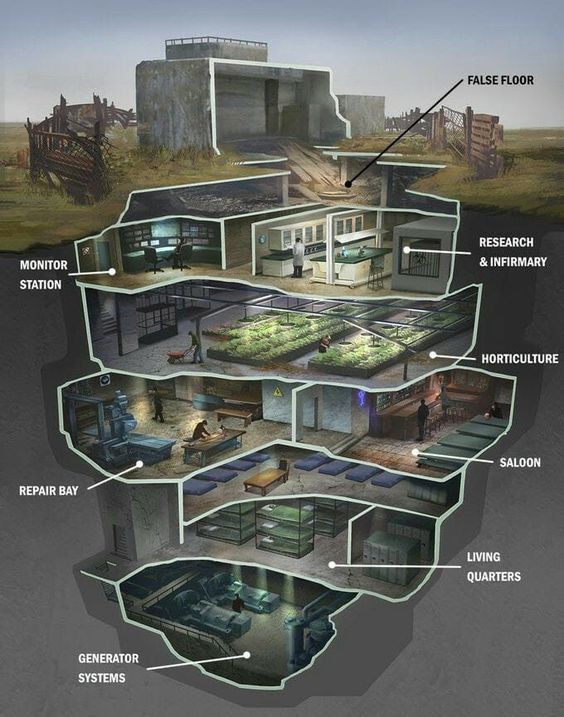 FALSE FLOOR
MONITOR
STATION
RESEARCH
& INFIRMARY
HORTICULTURE
REPAIR BAY
SALOON
LIVING
QUARTERS
GENERATOR
SYSTEMS